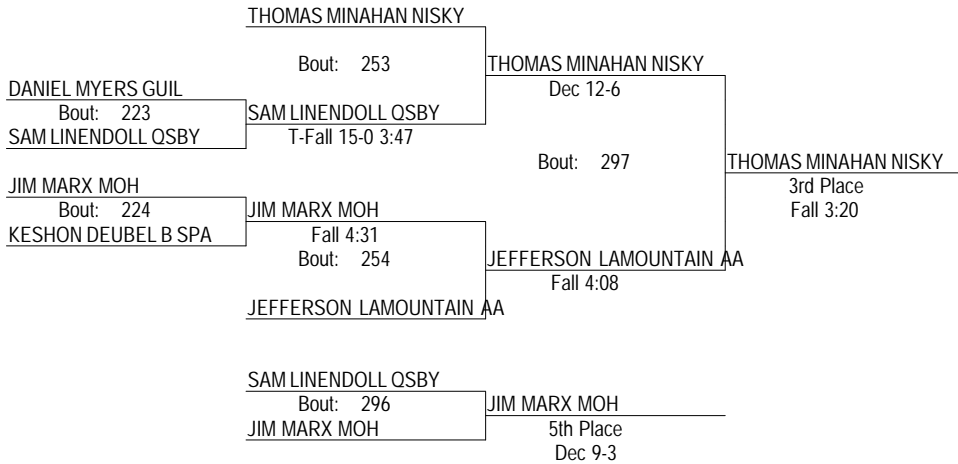 THOMAS MINAHAN NISKY
Bout: 253
THOMAS MINAHAN NISKY
Dec 12-6
DANIEL MYERS GUIL
Bout: 223
SAM LINENDOLL QSBY
SAM LINENDOLL QSBY
T-Fall 15-0 3:47
Bout: 297
THOMAS MINAHAN NISKY
3rd Place
Fall 3:20
JIM MARX MOH
Bout: 224
KESHON DEUBEL B SPA
JIM MARX MOH
Fall 4:31
Bout: 254
JEFFERSON LAMOUNTAIN AA
Fall 4:08
JEFFERSON LAMOUNTAIN AA
SAM LINENDOLL QSBY
Bout: 296
JIM MARX MOH
JIM MARX MOH
5th Place
Dec 9-3